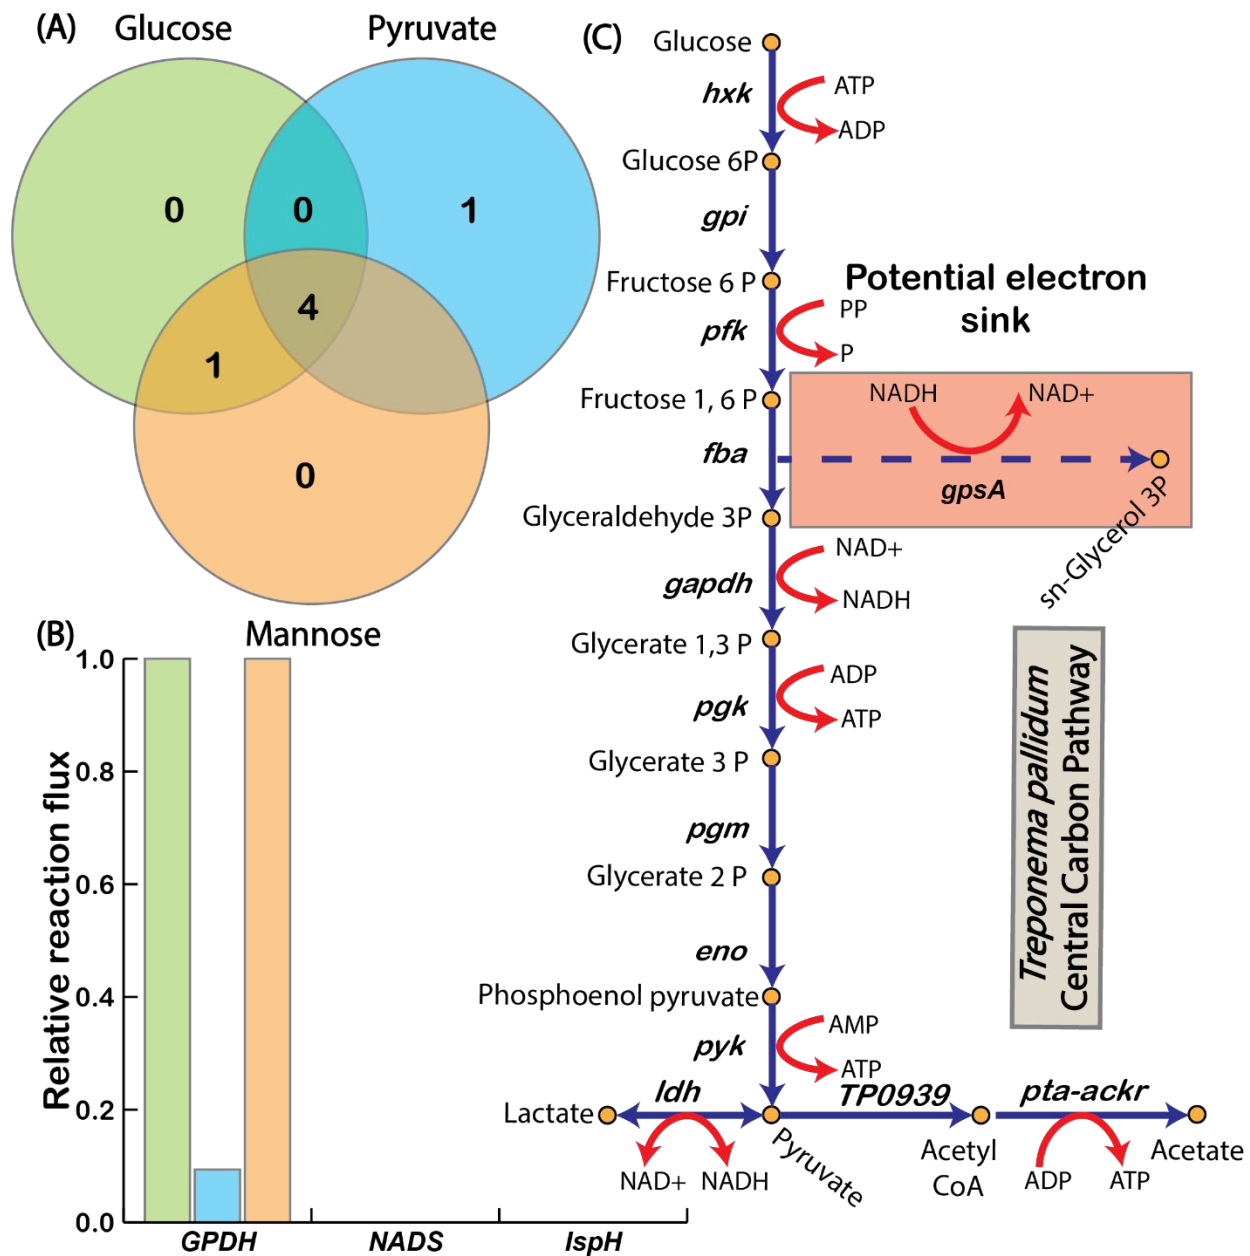 (A)
Glucose
Pyruvate
0
0
1
4
1
0
Mannose
(B)
Relative reaction flux
1.0
0.8
0.6
0.4
0.2
0.0
GPDH
NADS
IspH
(C)
Glucose
hxk
ATP
ADP
Glucose 6P
gpi
Fructose 6 P
pfk
PP
P
Fructose 1, 6 P
Potential electron
sink
NADH
NAD+
fba
gpsA
sn-Glycerol 3P
Glyceraldehyde 3P
gapdh
NAD+
NADH
Glycerate 1,3 P
pgk
ADP
ATP
Glycerate 3 P
pgm
Glycerate 2 P
eno
Phosphoenol pyruvate
pyk
AMP
ATP
Treponema pallidum
Central Carbon Pathway
Lactate
ldh
NAD+
NADH
Pyruvate
TP0939
Acetyl
CoA
pta-ackr
ADP
ATP
Acetate